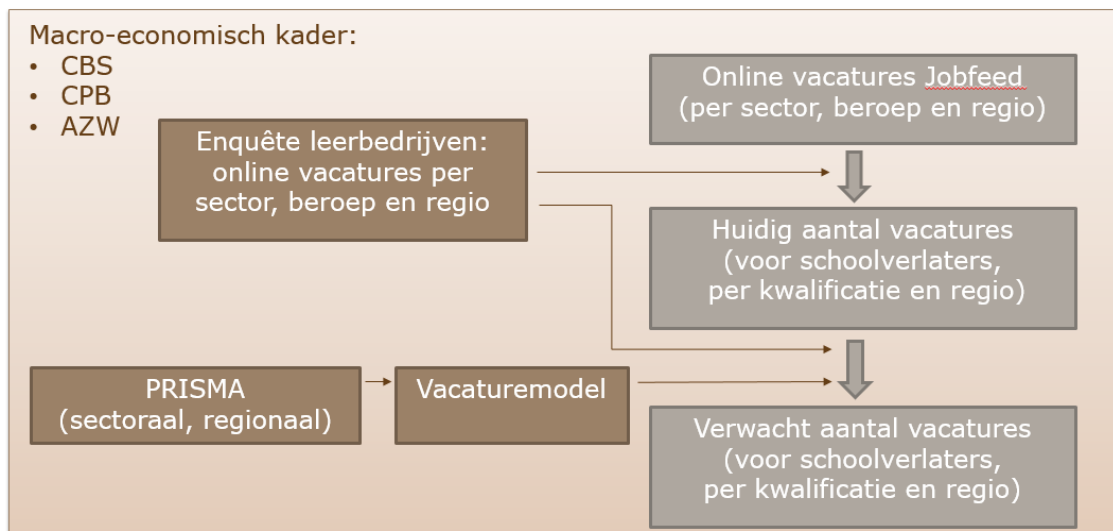 Macro-economisch kader:
• CBS
• CPB
• AZW
Enquête leerbedrijven:
online vacatures per
sector, beroep en regio
Online vacatures Jobfeed
(per sector, beroep en regio)
Huidig aantal vacatures
(voor schoolverlaters,
per kwalificatie en regio)
PRISMA
(sectoraal, regionaal)
Vacaturemodel
Verwacht aantal vacatures
(voor schoolverlaters,
per kwalificatie en regio)